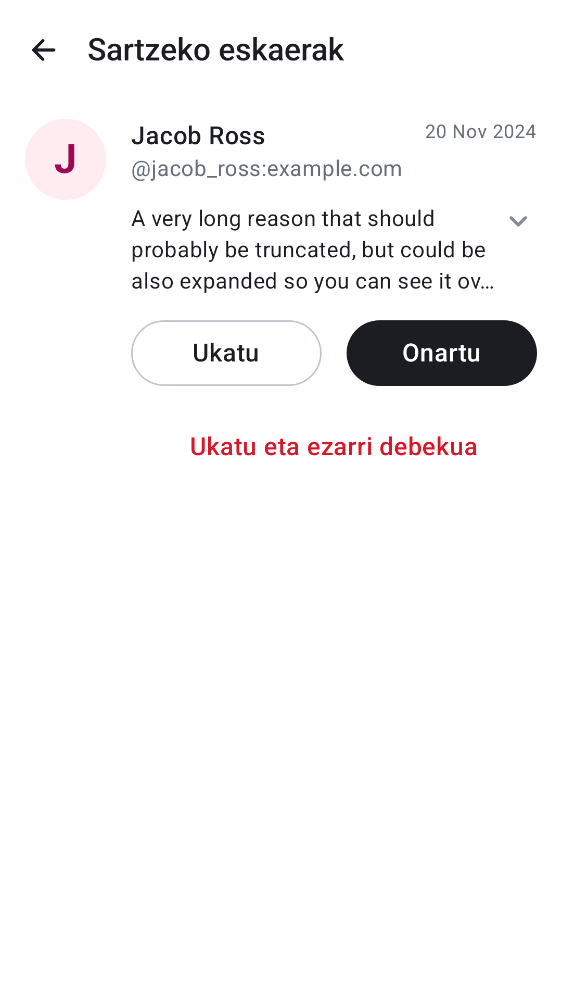 Sartzeko eskaerak
J
Jacob Ross
20 Nov 2024
@jacob_ross:example.com
A very long reason that should
probably be truncated, but could be
also expanded so you can see it ov…
Ukatu
Onartu
Ukatu eta ezarri debekua